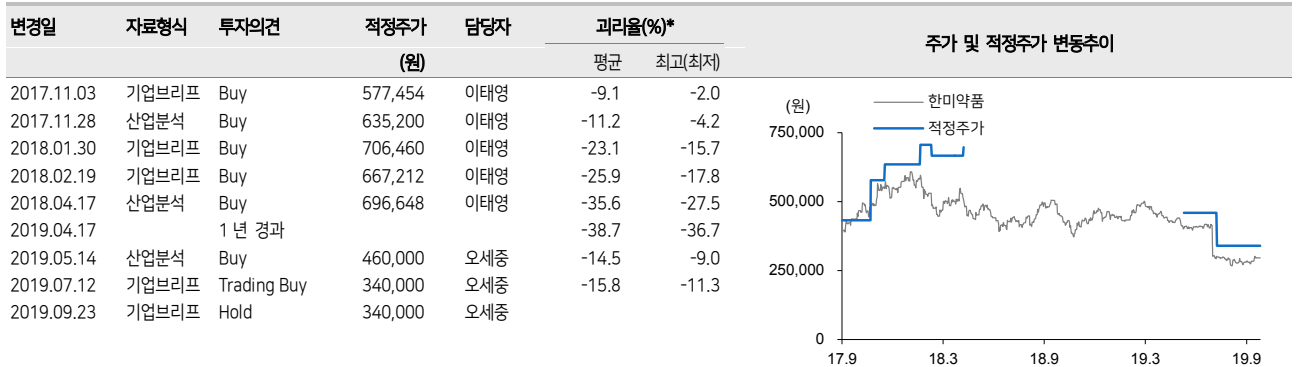 변경일 자료형식 투자의견 적정주가 담당자 괴리율(%)*
(원) 평균 최고(최저)
2017.11.03 기업브리프 Buy 577,454 이태영 -9.1 -2.0
2017.11.28 산업분석 Buy 635,200 이태영 -11.2 -4.2
2018.01.30 기업브리프 Buy 706,460 이태영 -23.1 -15.7
2018.02.19 기업브리프 Buy 667,212 이태영 -25.9 -17.8
2018.04.17 산업분석 Buy 696,648 이태영 -35.6 -27.5
2019.04.17 1년 경과 -38.7 -36.7
2019.05.14 산업분석 Buy 460,000 오세중 -14.5 -9.0
2019.07.12 기업브리프 Trading Buy 340,000 오세중 -15.8 -11.3
2019.09.23 기업브리프 Hold 340,000 오세중
주가 및 적정주가 변동추이
(원)
한미약품
적정주가
750,000
500,000
250,000
0
17.9 18.3 18.9 19.3 19.9